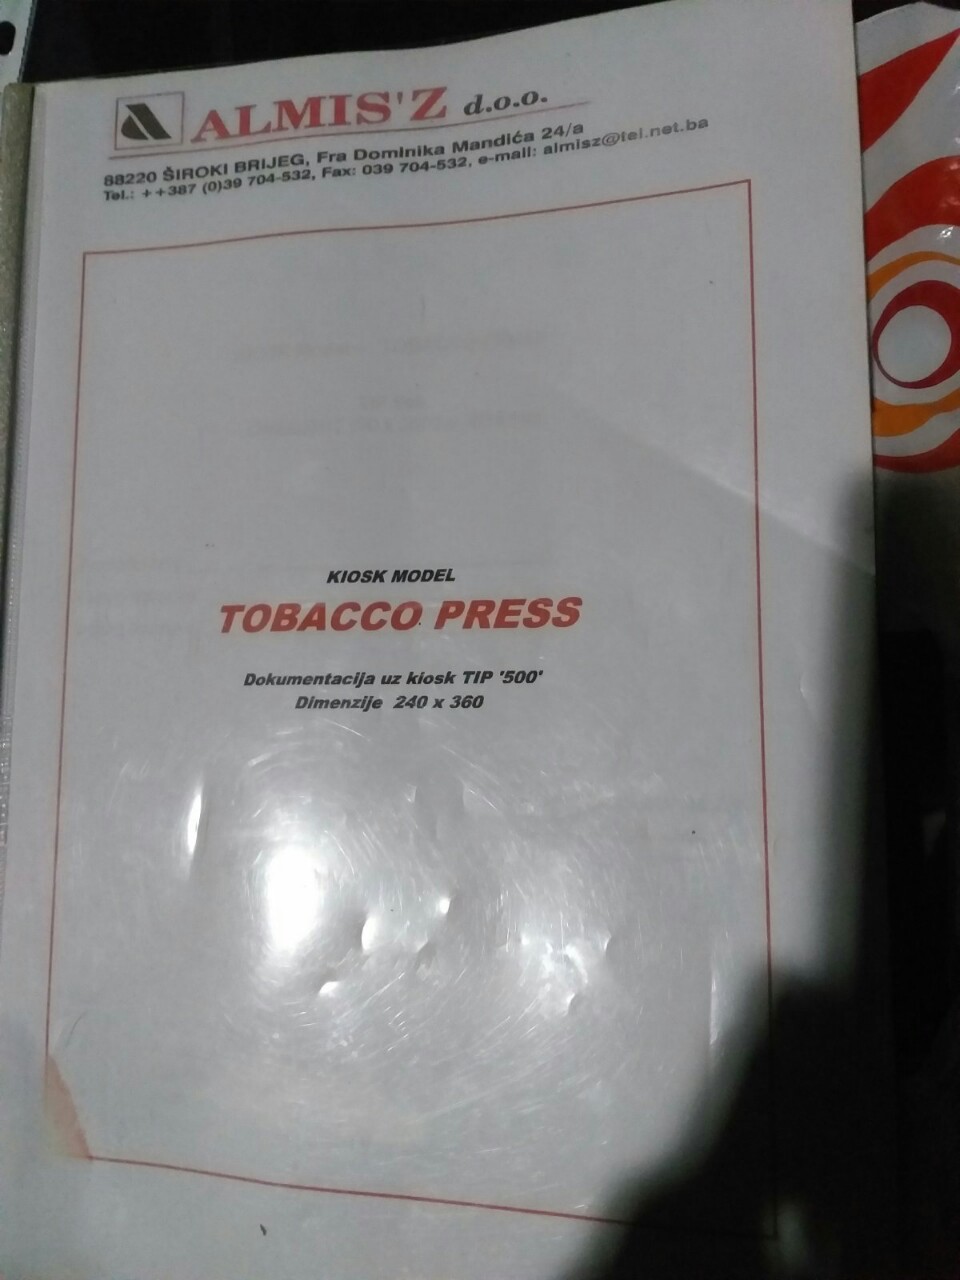 ALMIS'Z d.o.o.
88220 ŠIROKI BRIJEG, Fra Dominika Mandića 24/a
Tel.: ++387 (0)39 704-532, Fax: 039 704-532, e-mail: almisz@tel.net.ba
KIOSK MODEL
TOBACCO PRESS
Dokumentacija uz kiosk TIP '500'
Dimenzije 240 x 360